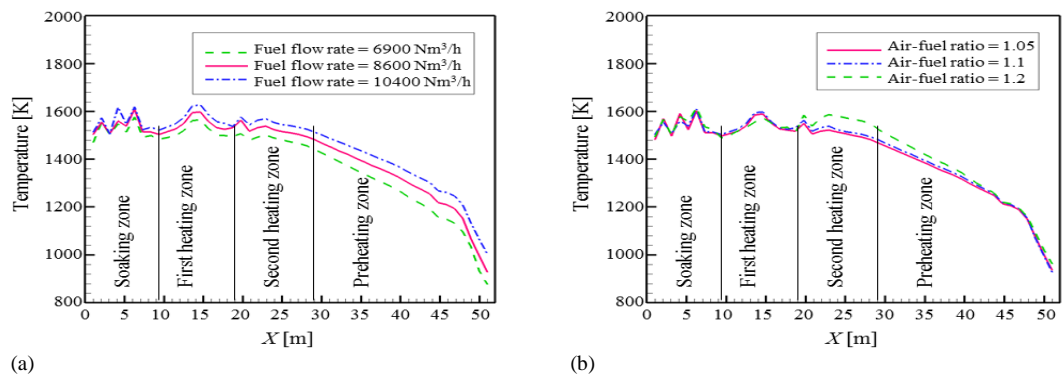 2000
1800
1600
1400
1200
1000
800
Temperature [K]
Fuel flow rate = 6900 Nm³/h
Fuel flow rate = 8600 Nm³/h
Fuel flow rate = 10400 Nm³/h
Soaking zone
First heating zone
Second heating zone
Preheating zone
0 5 10 15 20 25 30 35 40 45 50
X [m]
(a)
2000
1800
1600
1400
1200
1000
800
Temperature [K]
Air-fuel ratio = 1.05
Air-fuel ratio = 1.1
Air-fuel ratio = 1.2
Soaking zone
First heating zone
Second heating zone
Preheating zone
0 5 10 15 20 25 30 35 40 45 50
X [m]
(b)